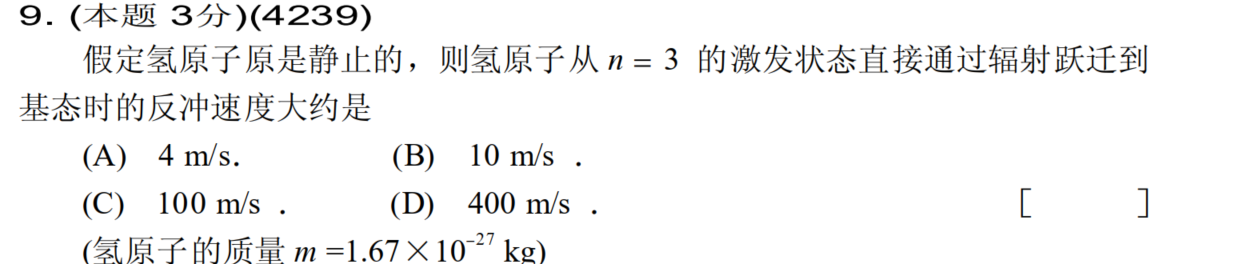 9. (本题 3分)(4239)
假定氢原子原是静止的，则氢原子从 n = 3 的激发状态直接通过辐射跃迁到
基态时的反冲速度大约是
(A) 4 m/s． (B) 10 m/s ．
(C) 100 m/s ． (D) 400 m/s ． [ ]
(氢原子的质量 m =1.67×10⁻²⁷ kg)